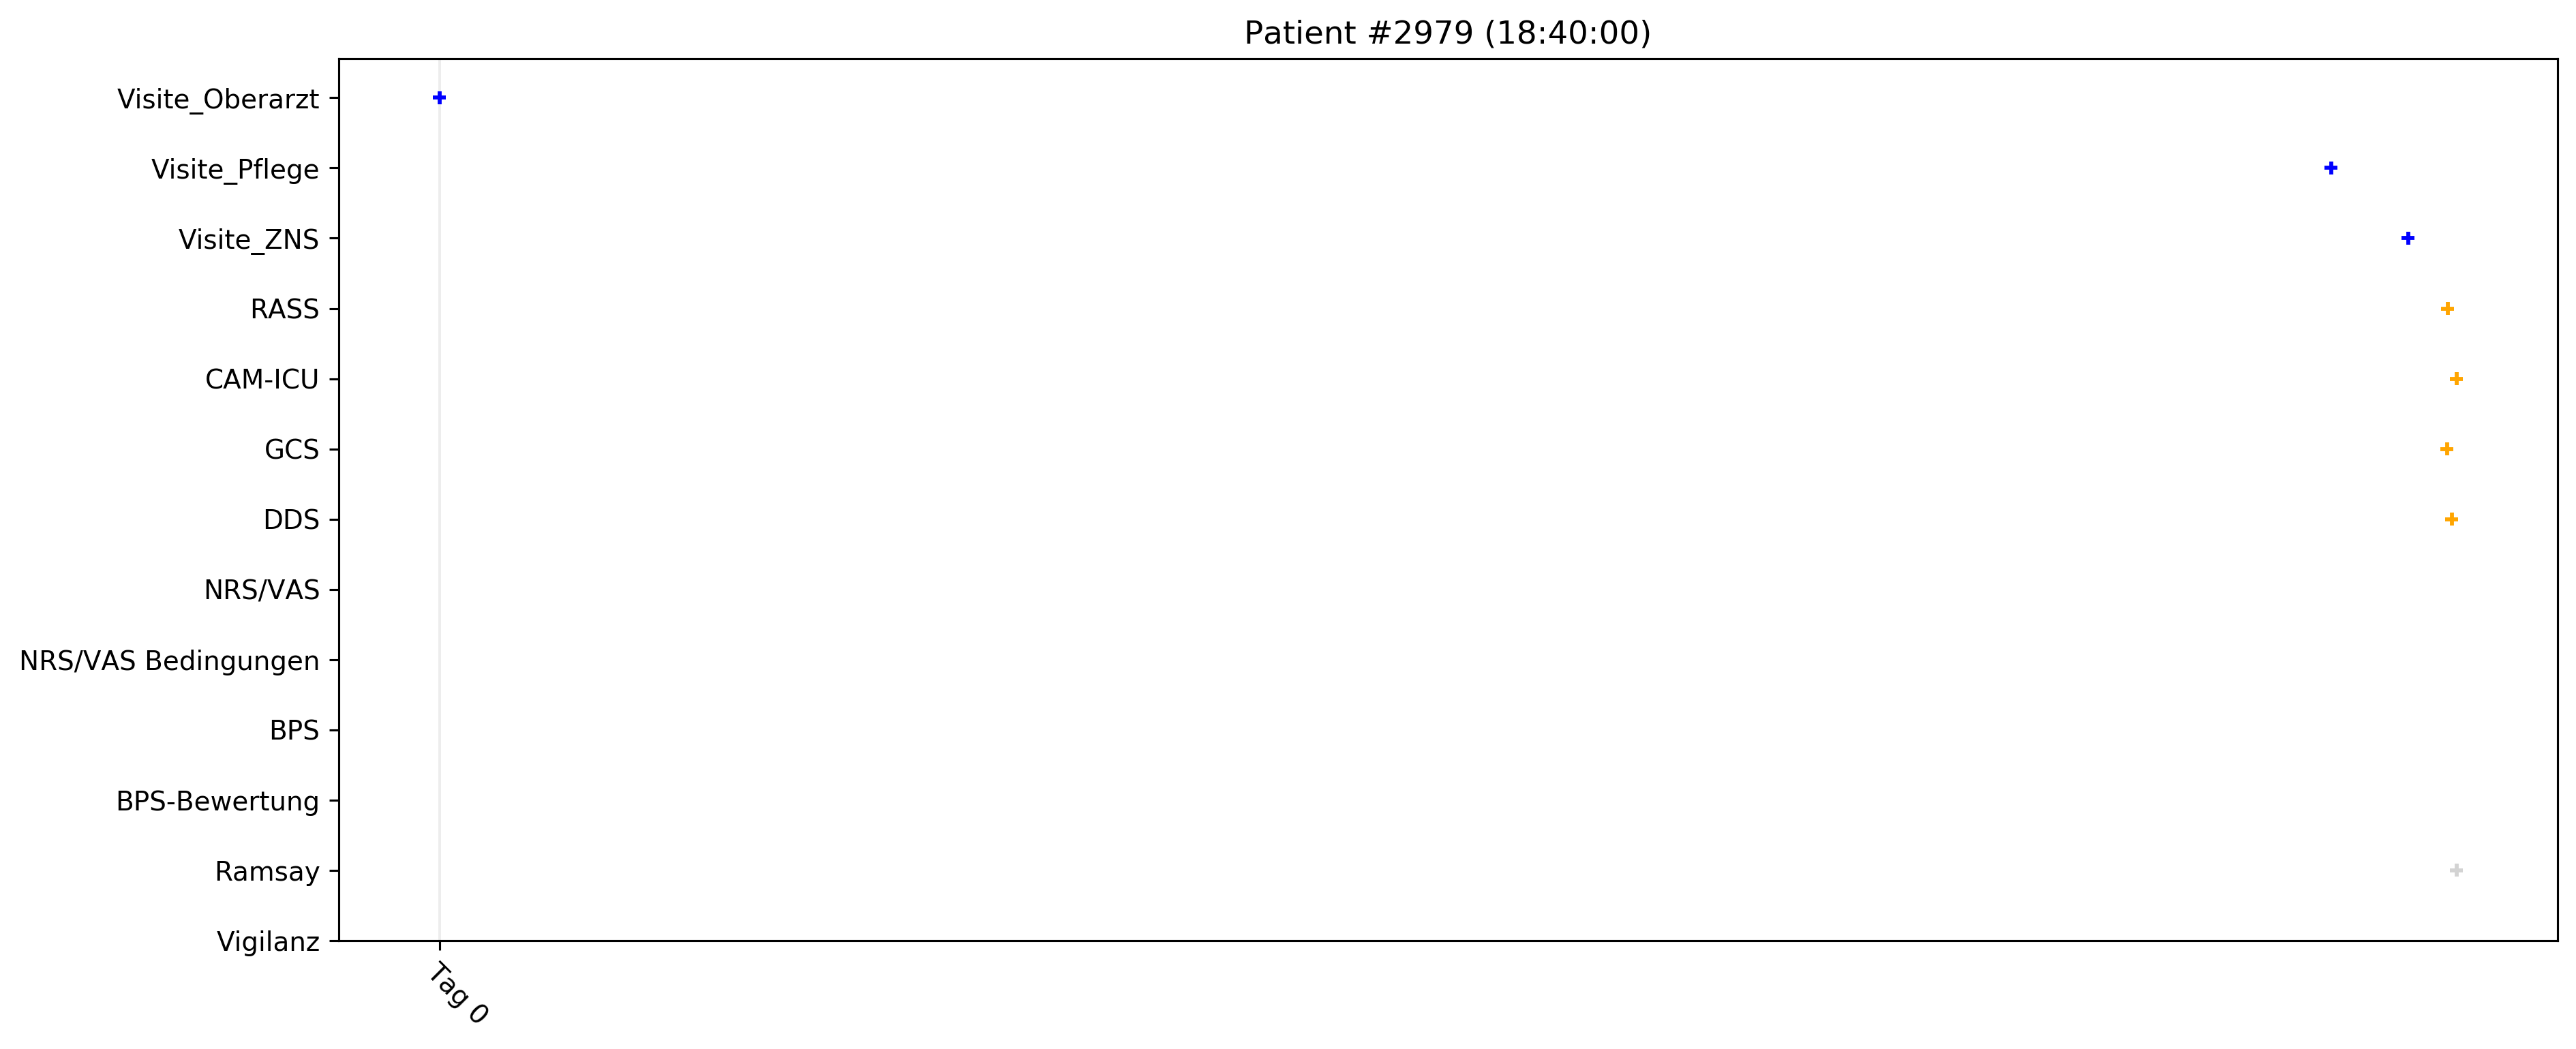 Patient #2979 (18:40:00)
Visite_Oberarzt
Visite_Pflege
Visite_ZNS
RASS
CAM-ICU
GCS
DDS
NRS/VAS
NRS/VAS Bedingungen
BPS
BPS-Bewertung
Ramsay
Vigilanz
Tag 0